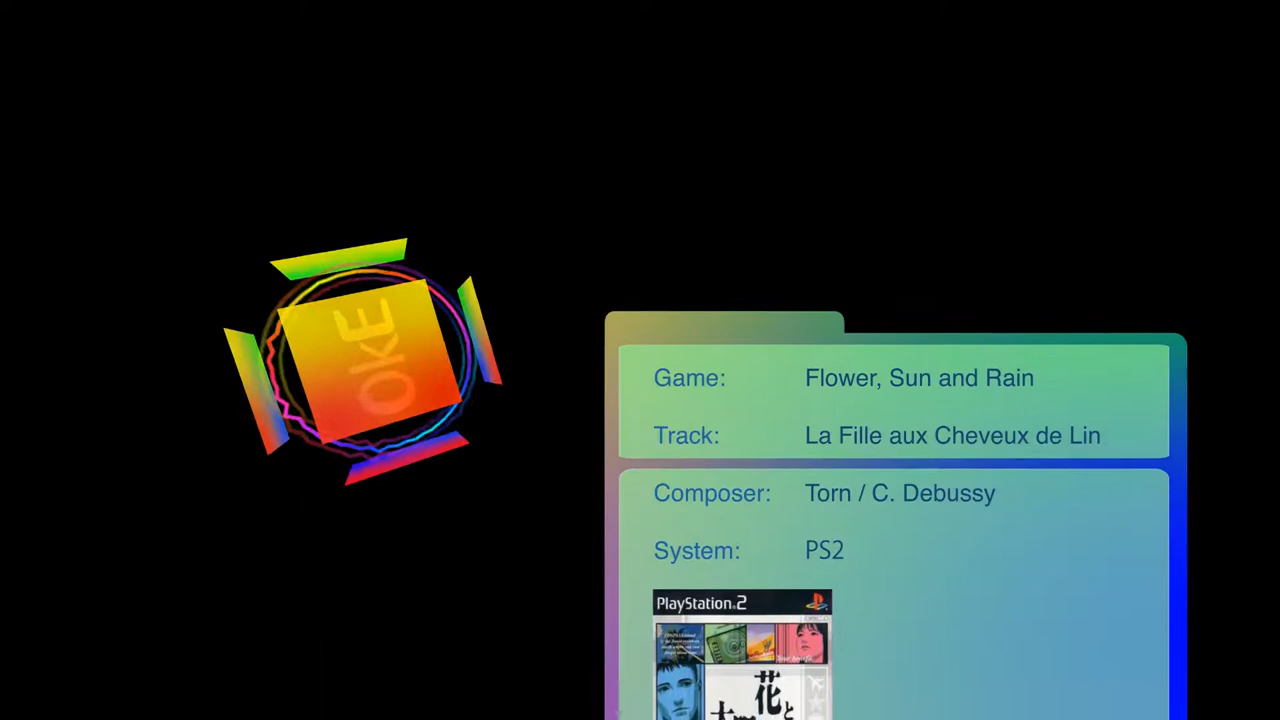 OKE
Game: Flower, Sun and Rain
Track: La Fille aux Cheveux de Lin
Composer: Torn / C. Debussy
System: PS2
PlayStation®2
花と